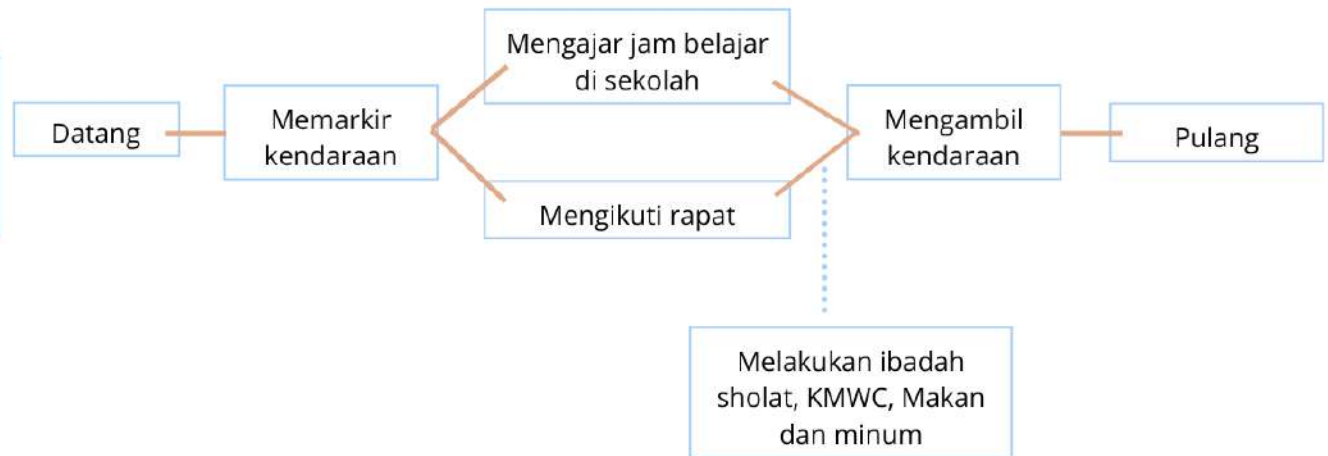 Datang
Memarkir
kendaraan
Mengajar jam belajar
di sekolah
Mengikuti rapat
Mengambil
kendaraan
Pulang
Melakukan ibadah
sholat, KMWC, Makan
dan minum